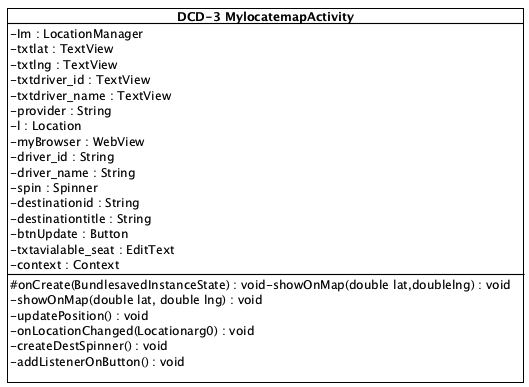 DCD-3 MylocatemapActivity
-lm : LocationManager
-txtlat : TextView
-txtlng : TextView
-txtdriver_id : TextView
-txtdriver_name : TextView
-provider : String
-l : Location
-myBrowser : WebView
-driver_id : String
-driver_name : String
-spin : Spinner
-destinationid : String
-destinationtitle : String
-btnUpdate : Button
-txtavialable_seat : EditText
-context : Context
#onCreate(BundlesavedInstanceState) : void-showOnMap(double lat,doublelng) : void
-showOnMap(double lat, double lng) : void
-updatePosition() : void
-onLocationChanged(Locationarg0) : void
-createDestSpinner() : void
-addListenerOnButton() : void